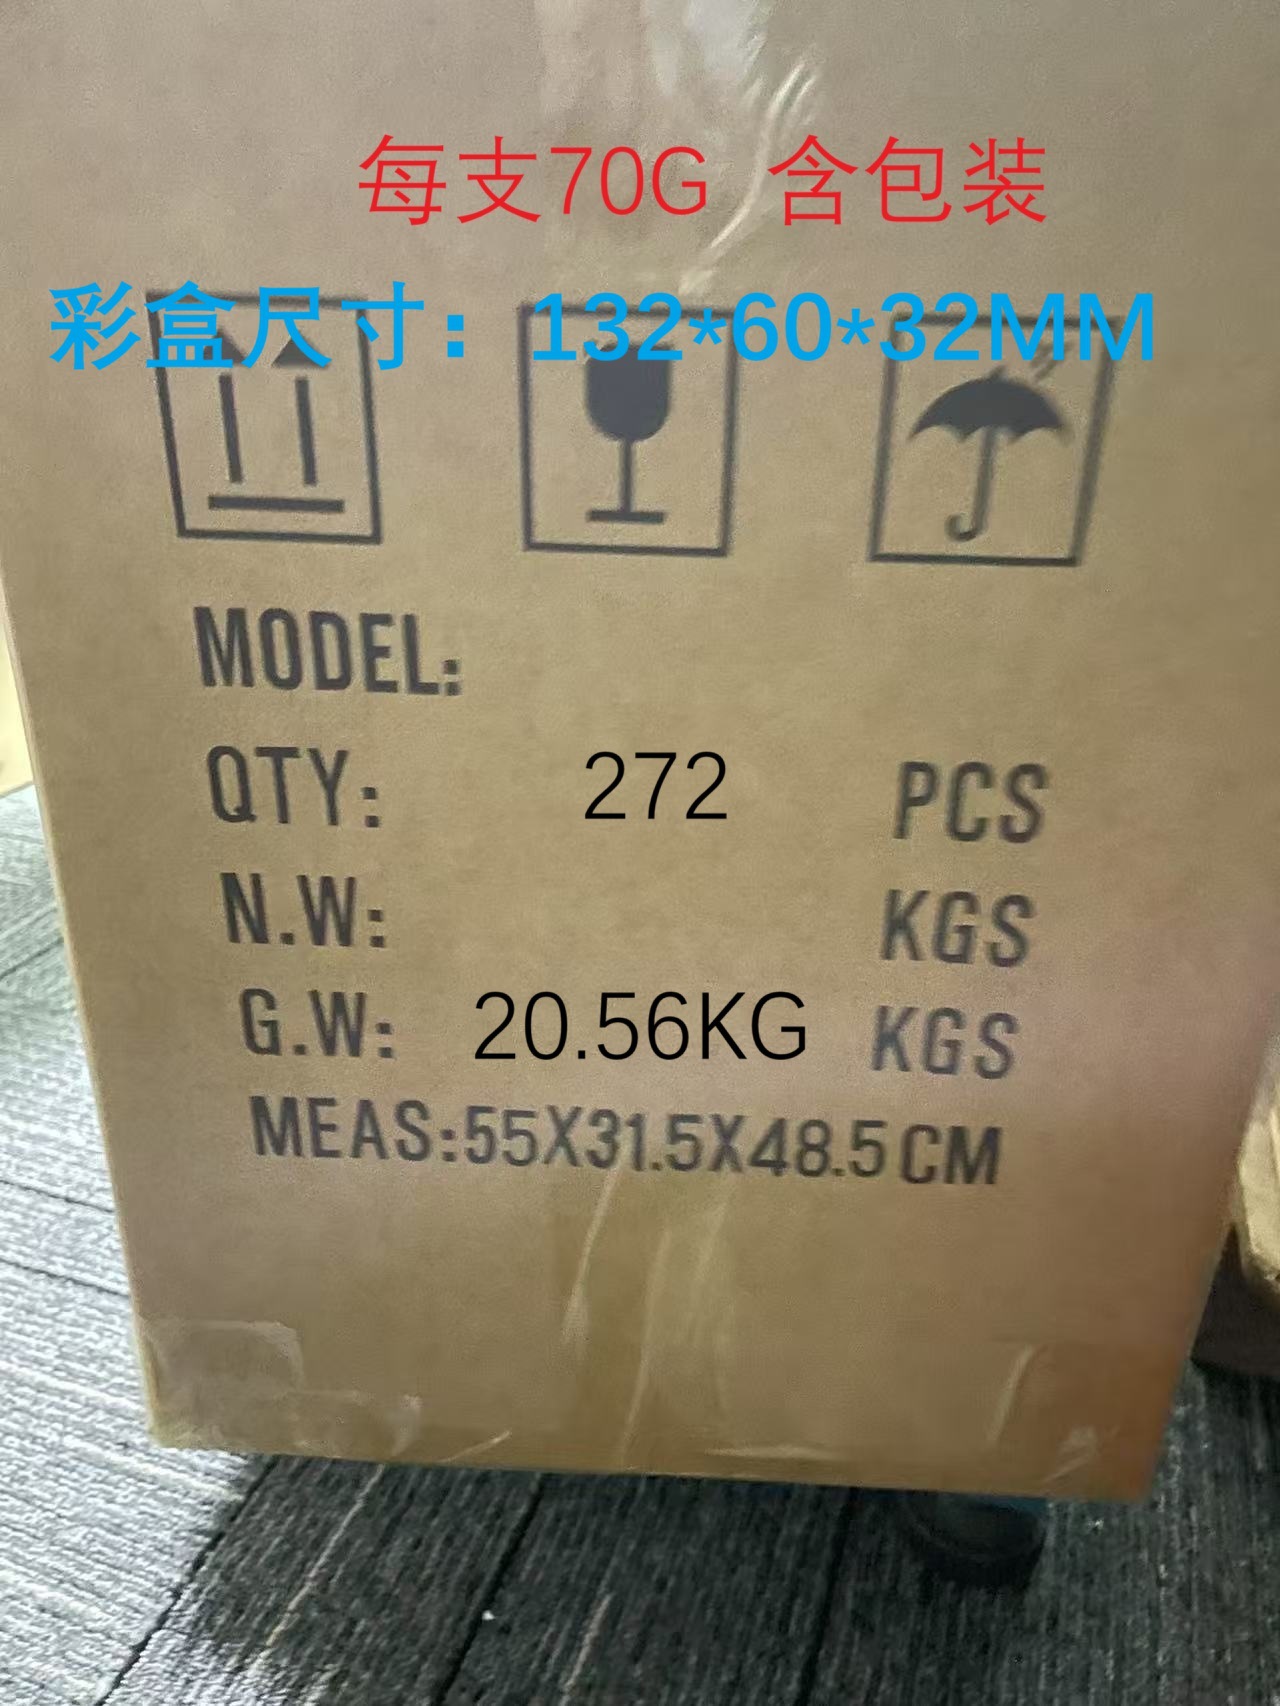 每支70G 含包装
彩盒尺寸：132*60*32MM
MODEL:
QTY: 272 PCS
N.W: KGS
G.W: 20.56KG KGS
MEAS:55X31.5X48.5CM